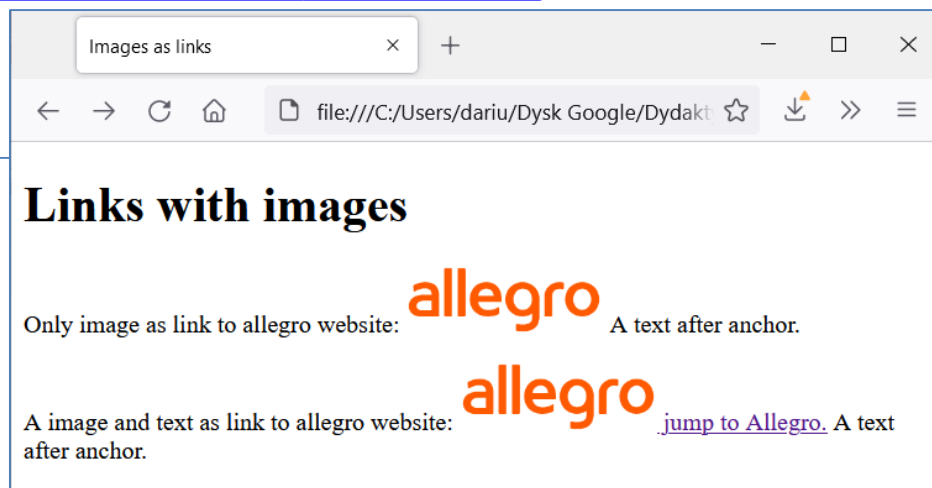 Images as links
file:///C:/Users/dariu/Dysk Google/Dydakt
Links with images
Only image as link to allegro website: allegro A text after anchor.
A image and text as link to allegro website: allegro jump to Allegro. A text
after anchor.